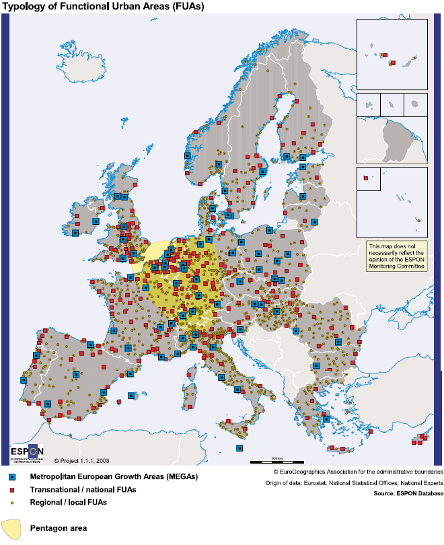 Typology of Functional Urban Areas (FUAs)
This map does not
necessarily reflect the
opinion of the ESPON
Monitoring Committee
ESPON
© Project 1.1.1, 2003
© EuroGeographics Association for the administrative boundaries
Metropolitan European Growth Areas (MEGAs)
Origin of data: Eurostat, National Statistical Offices, National Experts
Transnational / national FUAs
Source: ESPON Database
Regional / local FUAs
Pentagon area